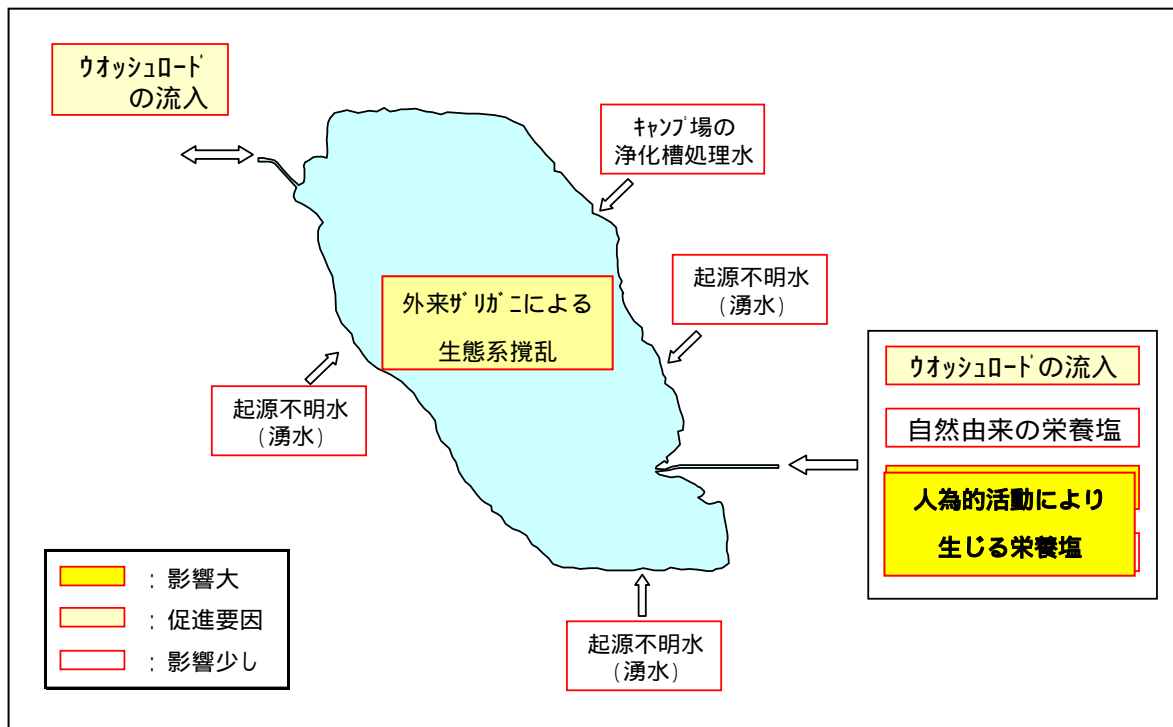 ｳｵｯｼｭﾛｰﾄﾞ
の流入
ｷｬﾝﾌﾟ場の
浄化槽処理水
起源不明水
(湧水)
外来ｻﾞﾘｶﾞﾆによる
生態系撹乱
起源不明水
(湧水)
ｳｵｯｼｭﾛｰﾄﾞの流入
自然由来の栄養塩
人為的活動により
生じる栄養塩
：影響大
：促進要因
：影響少し
起源不明水
(湧水)